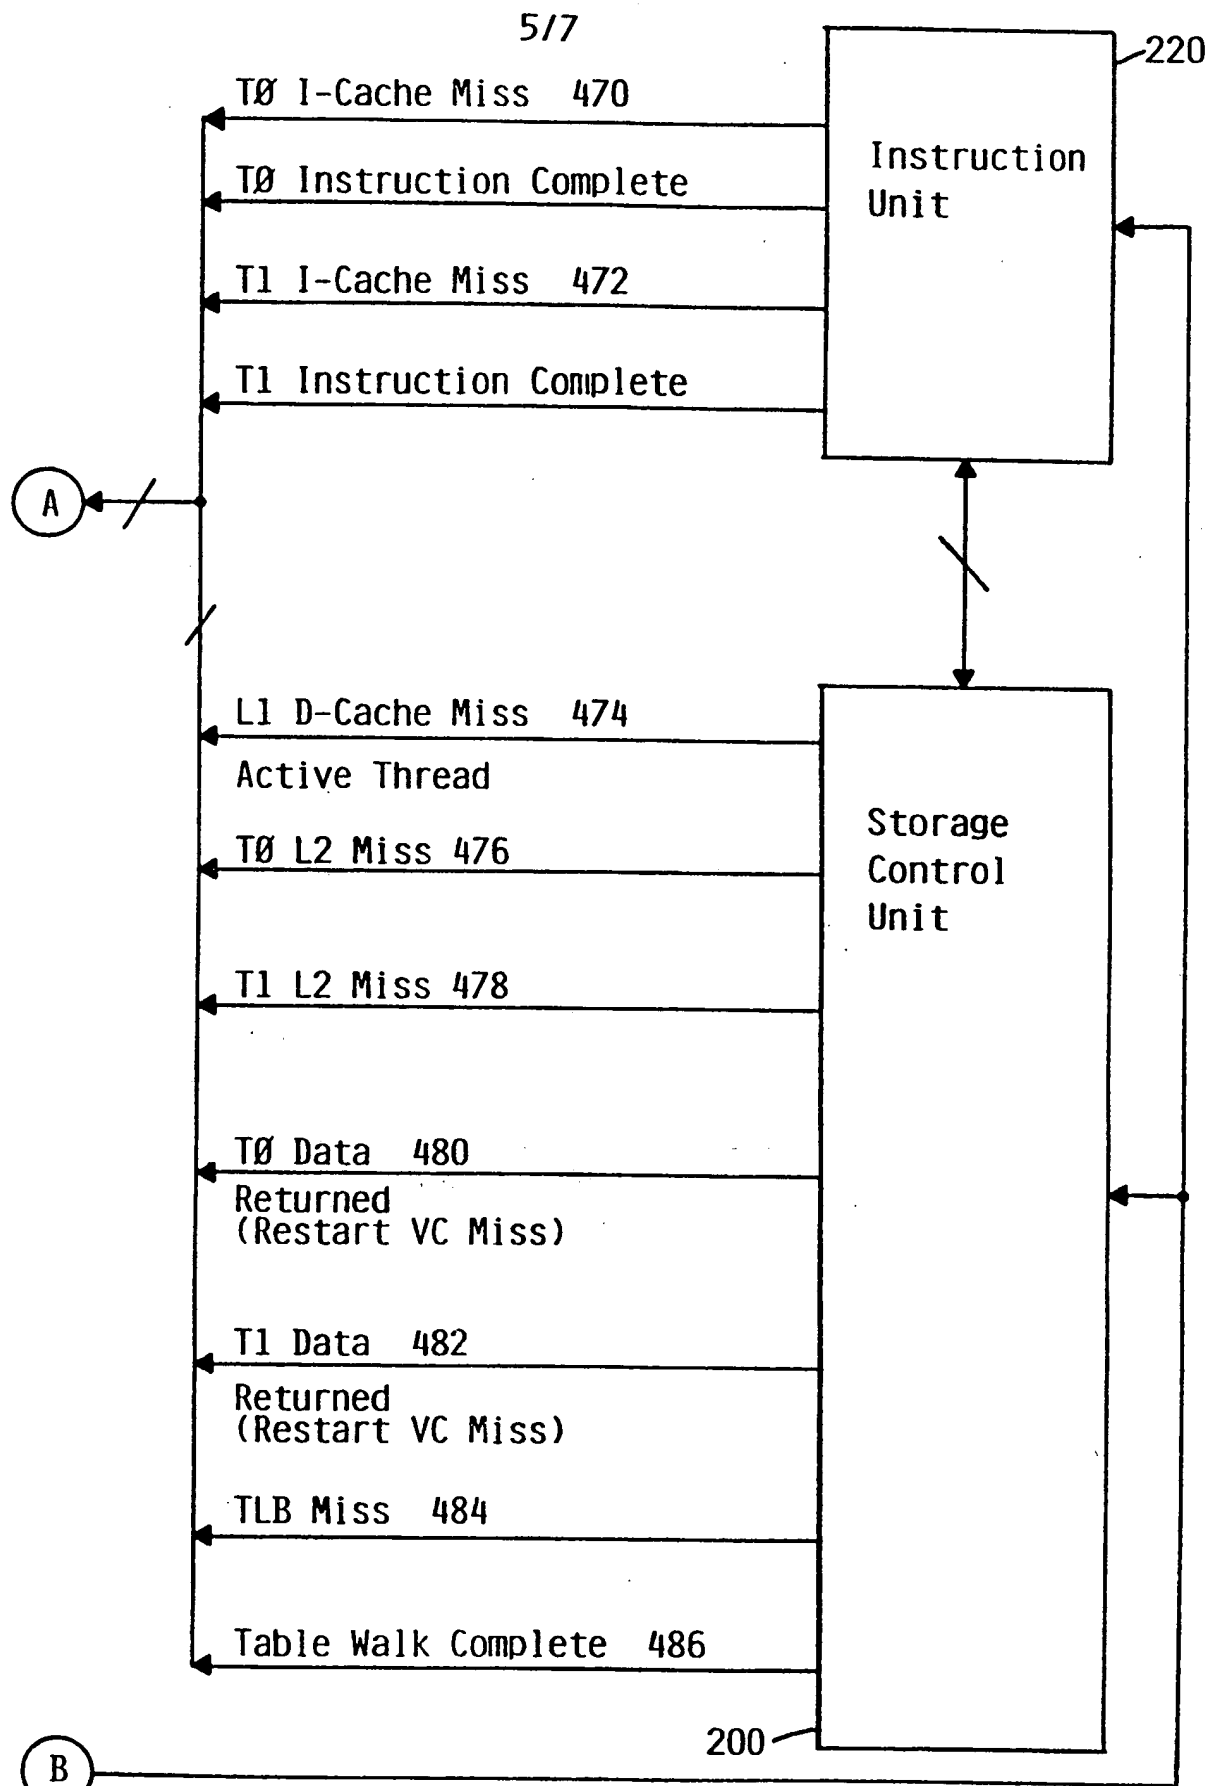 5/7
220
TØ I-Cache Miss 470
Instruction
Unit
TØ Instruction Complete
T1 I-Cache Miss 472
T1 Instruction Complete
A
L1 D-Cache Miss 474
Active Thread
Storage
Control
Unit
TØ L2 Miss 476
T1 L2 Miss 478
TØ Data 480
Returned
(Restart VC Miss)
T1 Data 482
Returned
(Restart VC Miss)
TLB Miss 484
Table Walk Complete 486
200
B